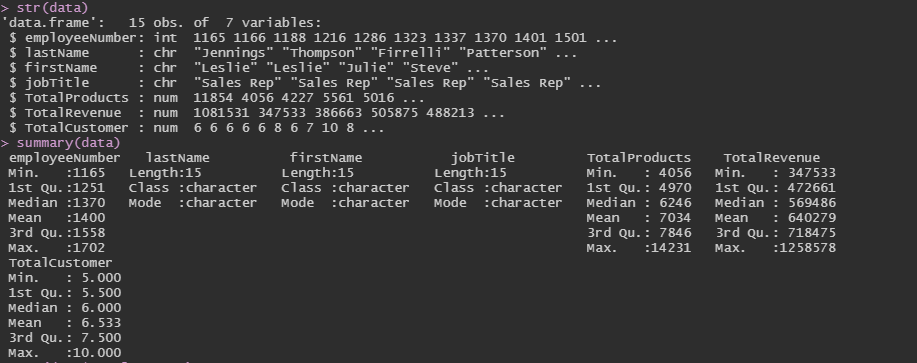 > str(data)
'data.frame':   15 obs. of  7 variables:
 $ employeeNumber: int  1165 1166 1188 1216 1286 1323 1337 1370 1401 1501 ...
 $ lastName      : chr  "Jennings" "Thompson" "Firrelli" "Patterson" ...
 $ firstName     : chr  "Leslie" "Leslie" "Julie" "Steve" ...
 $ jobTitle      : chr  "Sales Rep" "Sales Rep" "Sales Rep" "Sales Rep" ...
 $ TotalProducts : num  11854 4056 4227 5561 5016 ...
 $ TotalRevenue  : num  1081531 347533 386663 505875 488213 ...
 $ TotalCustomer : num  6 6 6 6 6 8 6 7 10 8 ...
> summary(data)
 employeeNumber   lastName          firstName           jobTitle         TotalProducts    TotalRevenue
 Min.   :1165   Length:15          Length:15          Length:15          Min.   : 4056   Min.   : 347533
 1st Qu.:1251   Class :character   Class :character   Class :character   1st Qu.: 4970   1st Qu.: 472661
 Median :1370   Mode  :character   Mode  :character   Mode  :character   Median : 6246   Median : 569486
 Mean   :1400                                                            Mean   : 7034   Mean   : 640279
 3rd Qu.:1558                                                            3rd Qu.: 7846   3rd Qu.: 718475
 Max.   :1702                                                            Max.   :14231   Max.   :1258578
 TotalCustomer
 Min.   : 5.000
 1st Qu.: 5.500
 Median : 6.000
 Mean   : 6.533
 3rd Qu.: 7.500
 Max.   :10.000